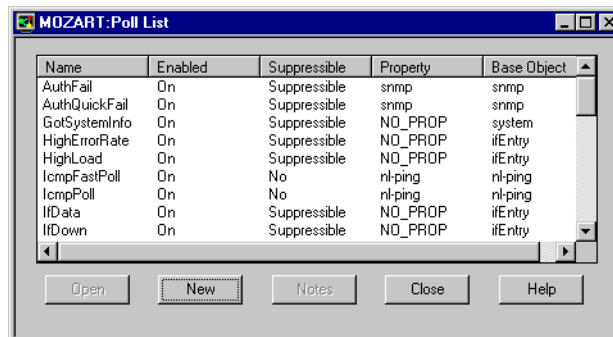 MOZART:Poll List
Name Enabled Suppressible Property Base Object
AuthFail On Suppressible snmp snmp
AuthQuickFail On Suppressible snmp snmp
GotSystemInfo On Suppressible NO_PROP system
HighErrorRate On Suppressible NO_PROP ifEntry
HighLoad On Suppressible NO_PROP ifEntry
IcmpFastPoll On No nl-ping nl-ping
IcmpPoll On No nl-ping nl-ping
IfData On Suppressible NO_PROP ifEntry
IfDown On Suppressible NO_PROP ifEntry
Open New Notes Close Help